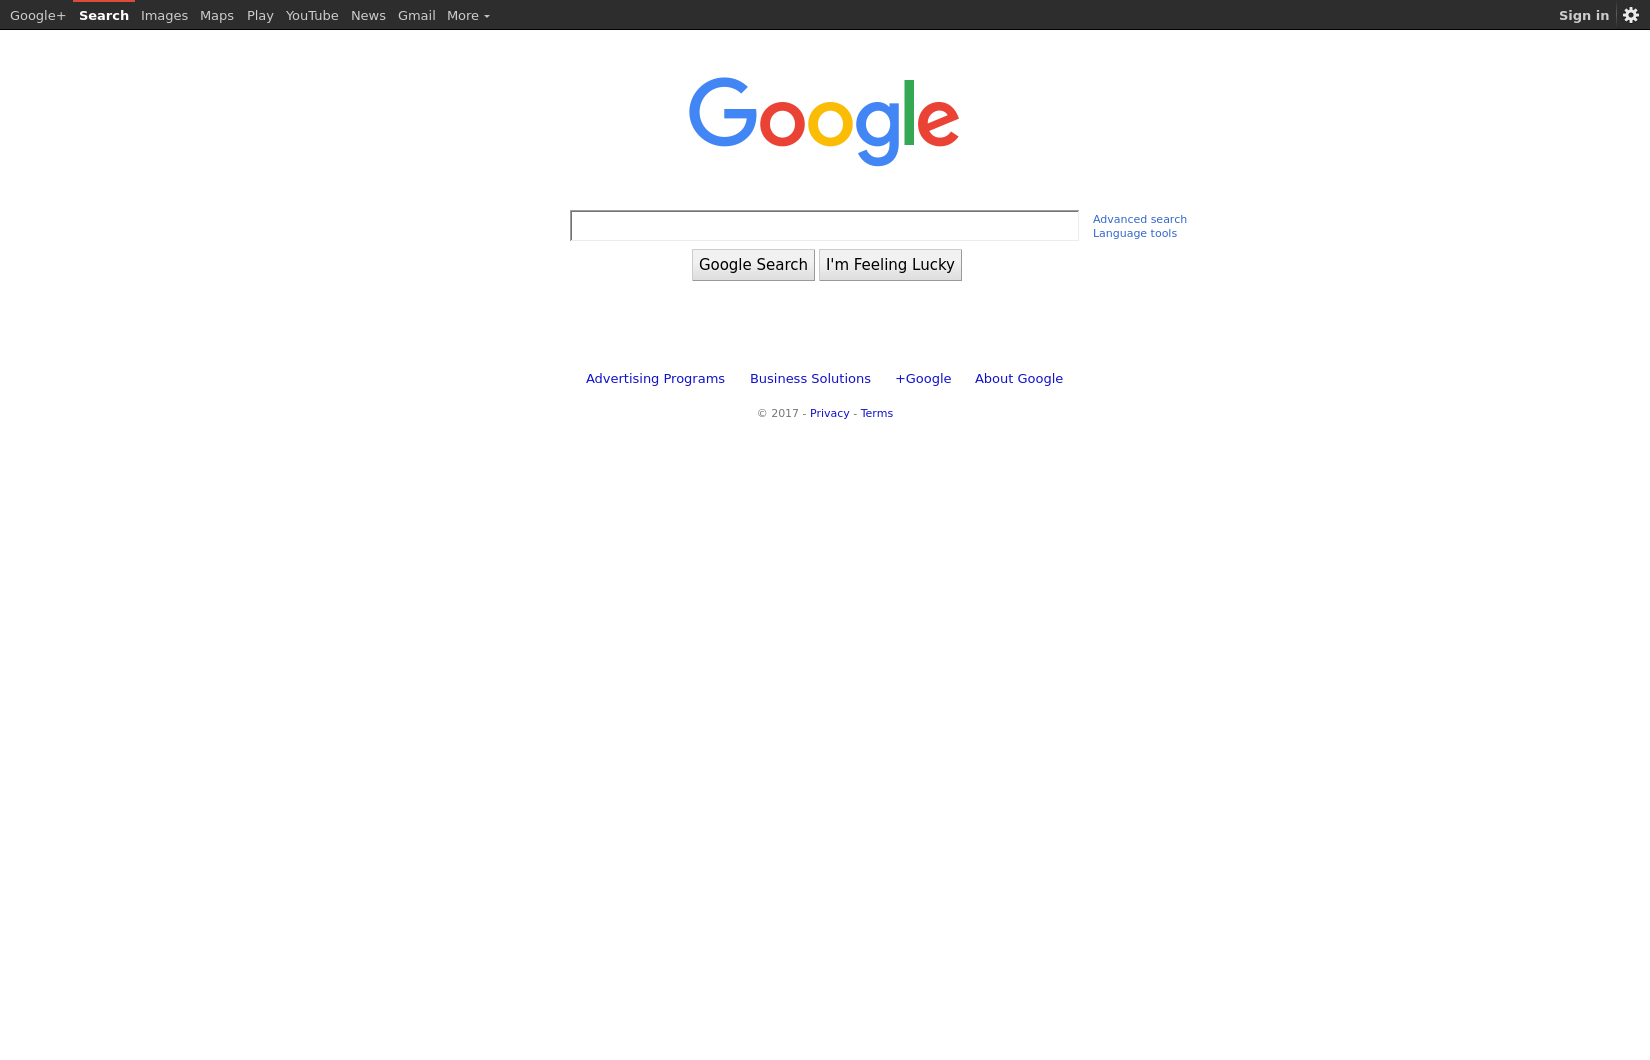 Google+ Search Images Maps Play YouTube News Gmail More Sign in
Google
Advanced search
Language tools
Google Search I'm Feeling Lucky
Advertising Programs Business Solutions +Google About Google
© 2017 - Privacy - Terms